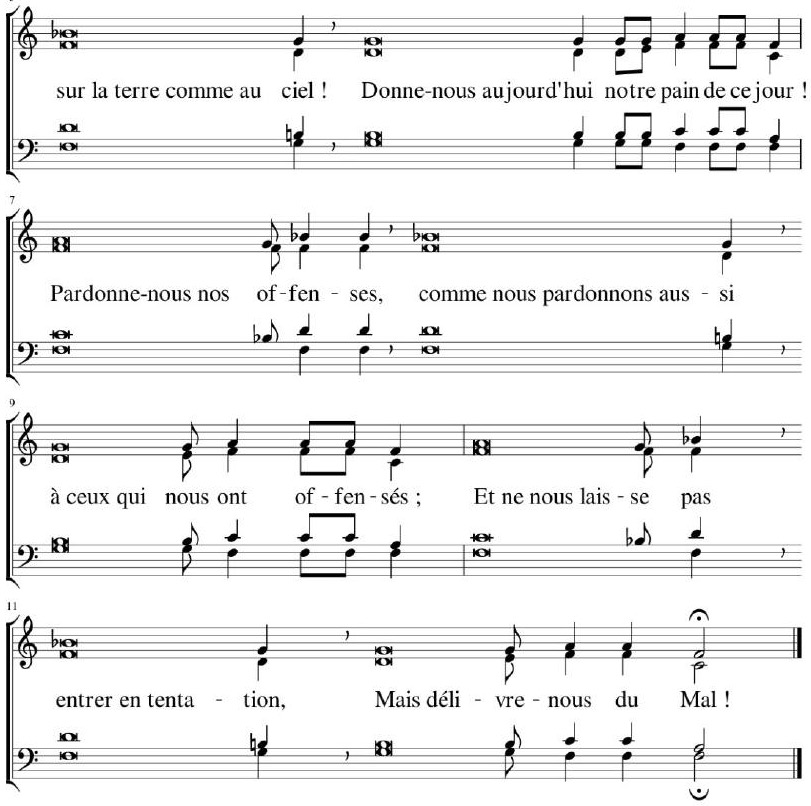 sur la terre comme au ciel ! Donne-nous aujourd'hui notre pain de ce jour !
7
Pardonne-nous nos of-fen - ses, comme nous pardonnons aus - si
9
à ceux qui nous ont of - fen - sés ; Et ne nous lais - se pas
11
entrer en tenta - tion, Mais déli - vre - nous du Mal !